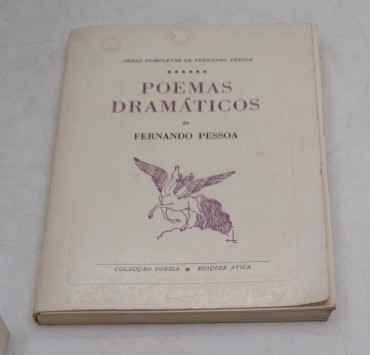 OBRAS COMPLETAS DE FERNANDO PESSOA
******
POEMAS
DRAMÁTICOS
de
FERNANDO PESSOA
COLECÇÃO POESIA • EDIÇÕES ÁTICA